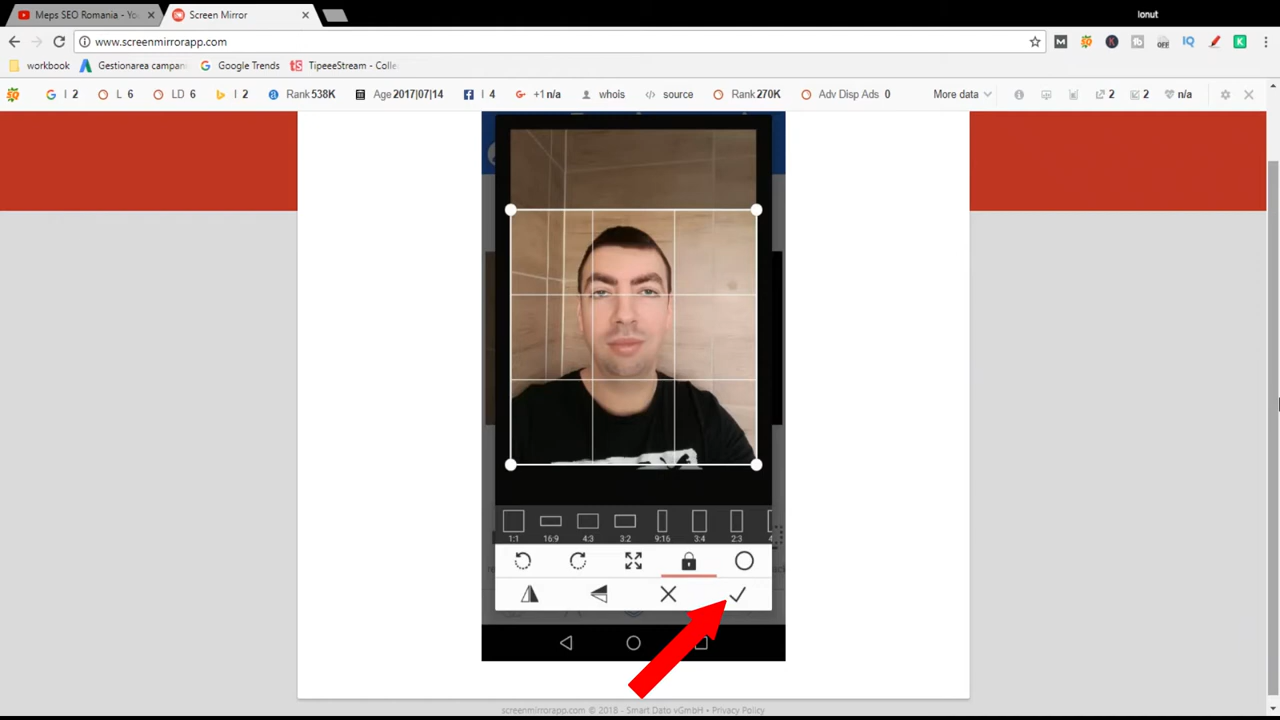 Meps SEO Romania - Yo
Screen Mirror
Ionut
www.screenmirrorapp.com
workbook
Gestionarea campan
Google Trends
TipeeeStream - Colle
I 2
L 6
LD 6
I 2
Rank 538K
Age 2017|07|14
I 4
+1 n/a
whois
source
Rank 270K
Adv Disp Ads 0
More data
2
2
n/a
1:1
16:9
4:3
3:2
9:16
3:4
2:3
screenmirrorapp.com © 2018 - Smart Dato vGmbH • Privacy Policy